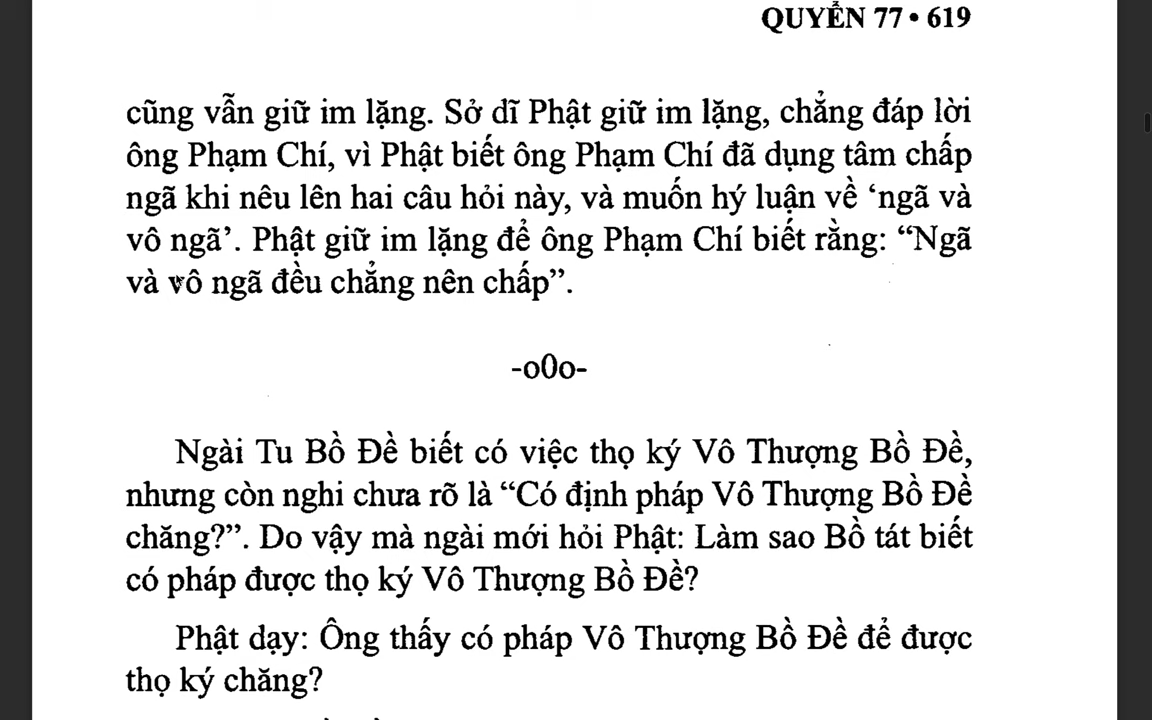 QUYỂN 77 • 619
cũng vẫn giữ im lặng. Sở dĩ Phật giữ im lặng, chẳng đáp lời
ông Phạm Chí, vì Phật biết ông Phạm Chí đã dụng tâm chấp
ngã khi nêu lên hai câu hỏi này, và muốn hý luận về ‘ngã và
vô ngã’. Phật giữ im lặng để ông Phạm Chí biết rằng: “Ngã
và vô ngã đều chẳng nên chấp”.
-o0o-
Ngài Tu Bồ Đề biết có việc thọ ký Vô Thượng Bồ Đề,
nhưng còn nghi chưa rõ là “Có định pháp Vô Thượng Bồ Đề
chăng?”. Do vậy mà ngài mới hỏi Phật: Làm sao Bồ tát biết
có pháp được thọ ký Vô Thượng Bồ Đề?
Phật dạy: Ông thấy có pháp Vô Thượng Bồ Đề để được
thọ ký chăng?